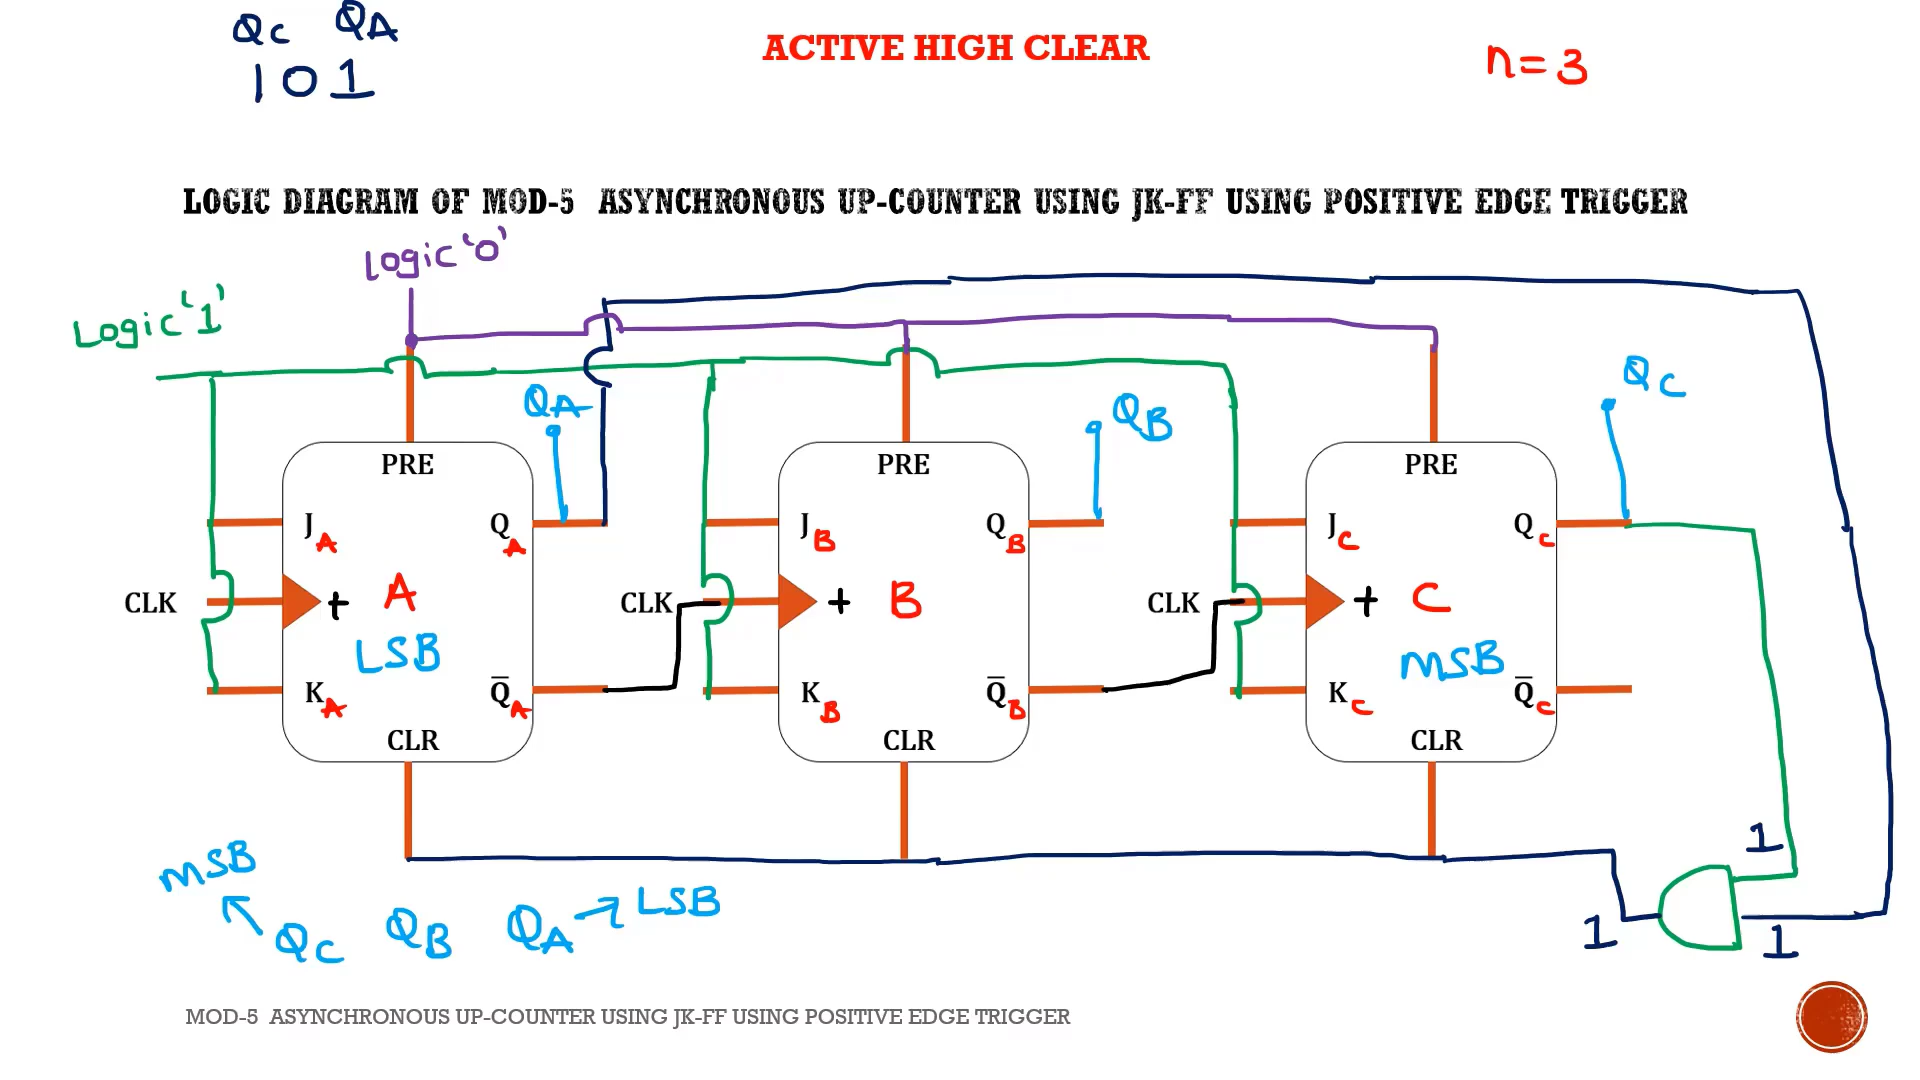 QC QA
101
ACTIVE HIGH CLEAR
n=3
LOGIC DIAGRAM OF MOD-5 ASYNCHRONOUS UP-COUNTER USING JK-FF USING POSITIVE EDGE TRIGGER
Logic '0'
Logic '1'
QA
QB
QC
PRE
PRE
PRE
JA
QA
JB
QB
JC
QC
CLK
+ A
CLK
+ B
CLK
+ C
LSB
MSB
KA
Q̅A
KB
Q̅B
KC
Q̅C
CLR
CLR
CLR
1
MSB
QC QB QA LSB
1
1
MOD-5 ASYNCHRONOUS UP-COUNTER USING JK-FF USING POSITIVE EDGE TRIGGER